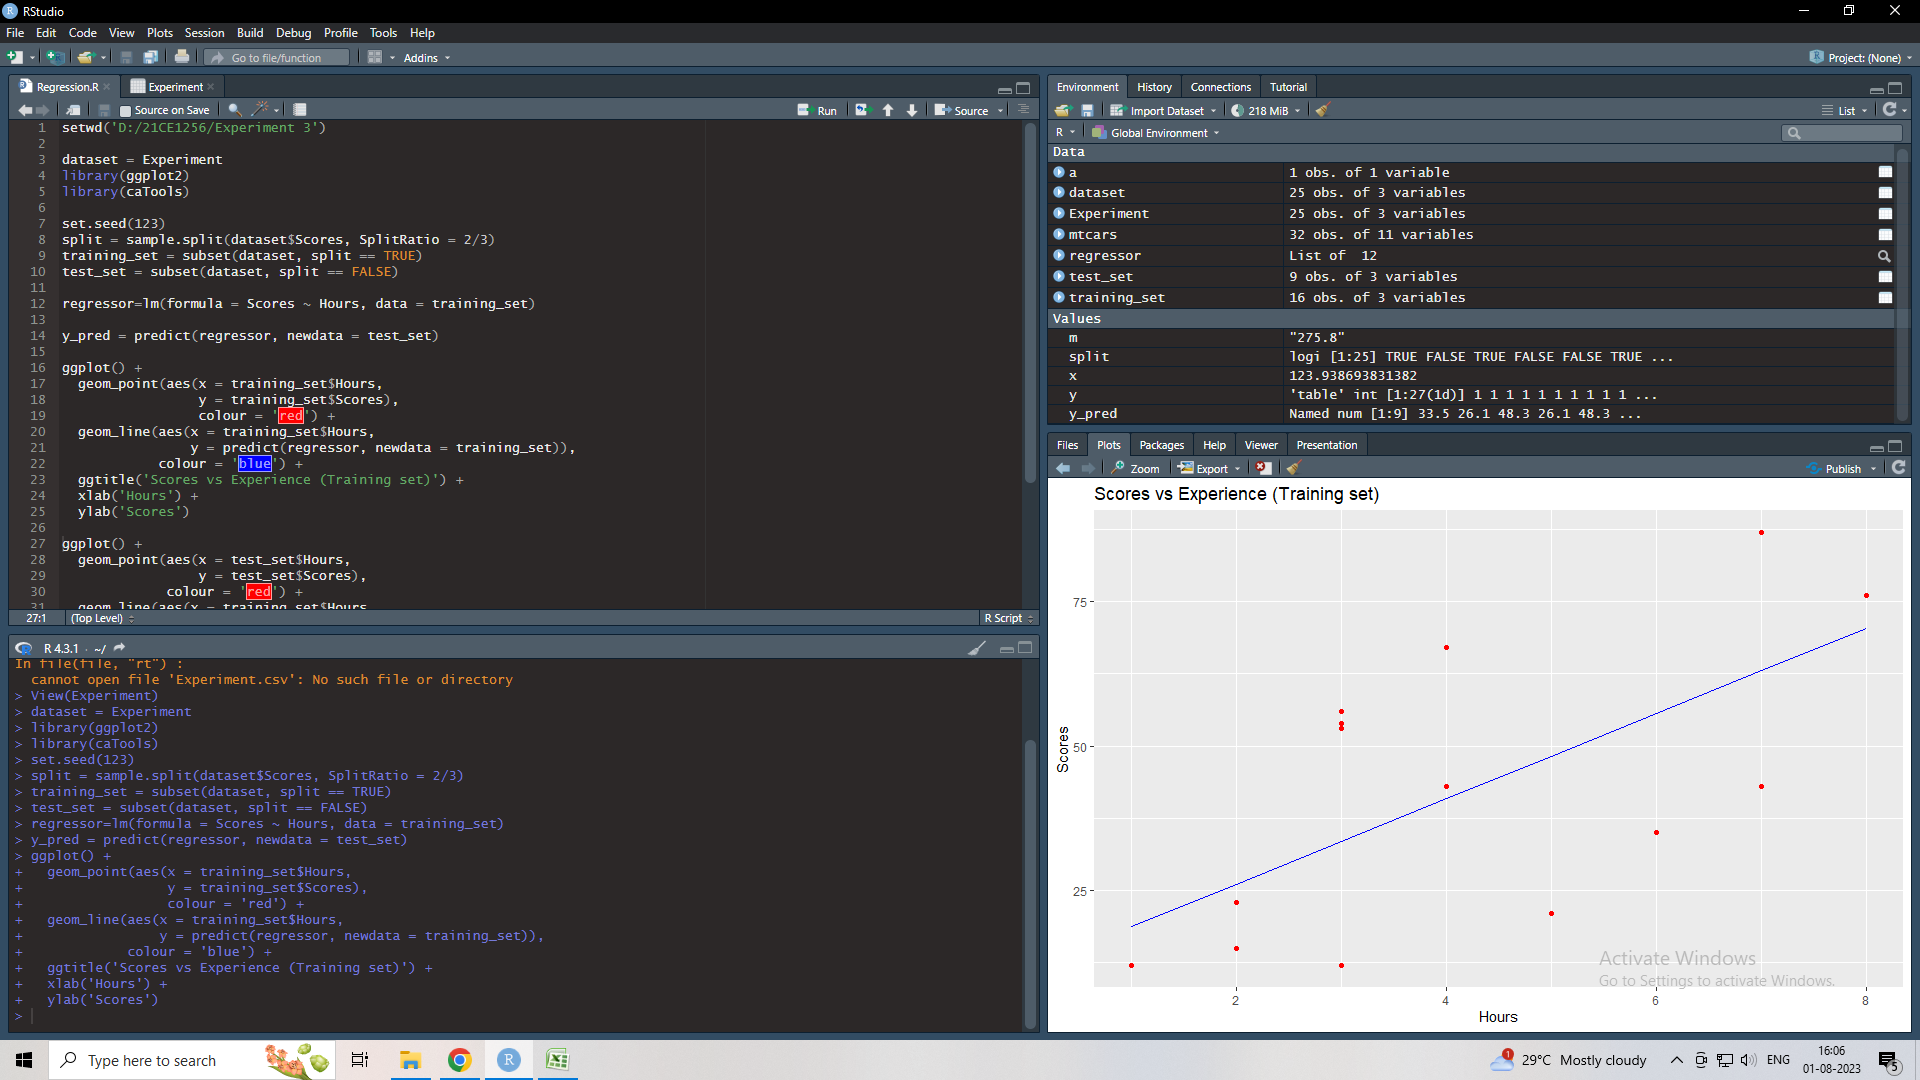 RStudio
File Edit Code View Plots Session Build Debug Profile Tools Help
Go to file/function Addins Project: (None)
Regression.R Experiment
Source on Save Run Source
1 setwd('D:/21CE1256/Experiment 3')
2
3 dataset = Experiment
4 library(ggplot2)
5 library(caTools)
6
7 set.seed(123)
8 split = sample.split(dataset$Scores, SplitRatio = 2/3)
9 training_set = subset(dataset, split == TRUE)
10 test_set = subset(dataset, split == FALSE)
11
12 regressor=lm(formula = Scores ~ Hours, data = training_set)
13
14 y_pred = predict(regressor, newdata = test_set)
15
16 ggplot() +
17 geom_point(aes(x = training_set$Hours,
18 y = training_set$Scores),
19 colour = 'red') +
20 geom_line(aes(x = training_set$Hours,
21 y = predict(regressor, newdata = training_set)),
22 colour = 'blue') +
23 ggtitle('Scores vs Experience (Training set)') +
24 xlab('Hours') +
25 ylab('Scores')
26
27 ggplot() +
28 geom_point(aes(x = test_set$Hours,
29 y = test_set$Scores),
30 colour = 'red') +
31 geom_line(aes(x = training_set$Hours
27:1 (Top Level) R Script
R 4.3.1 · ~/
In file(file, "rt") :
cannot open file 'Experiment.csv': No such file or directory
> View(Experiment)
> dataset = Experiment
> library(ggplot2)
> library(caTools)
> set.seed(123)
> split = sample.split(dataset$Scores, SplitRatio = 2/3)
> training_set = subset(dataset, split == TRUE)
> test_set = subset(dataset, split == FALSE)
> regressor=lm(formula = Scores ~ Hours, data = training_set)
> y_pred = predict(regressor, newdata = test_set)
> ggplot() +
+ geom_point(aes(x = training_set$Hours,
+ y = training_set$Scores),
+ colour = 'red') +
+ geom_line(aes(x = training_set$Hours,
+ y = predict(regressor, newdata = training_set)),
+ colour = 'blue') +
+ ggtitle('Scores vs Experience (Training set)') +
+ xlab('Hours') +
+ ylab('Scores')
>
Environment History Connections Tutorial
Import Dataset 218 MiB List
R Global Environment
Data
a 1 obs. of 1 variable
dataset 25 obs. of 3 variables
Experiment 25 obs. of 3 variables
mtcars 32 obs. of 11 variables
regressor List of 12
test_set 9 obs. of 3 variables
training_set 16 obs. of 3 variables
Values
m "275.8"
split logi [1:25] TRUE FALSE TRUE FALSE FALSE TRUE ...
x 123.938693831382
y 'table' int [1:27(1d)] 1 1 1 1 1 1 1 1 1 1 ...
y_pred Named num [1:9] 33.5 26.1 48.3 26.1 48.3 ...
Files Plots Packages Help Viewer Presentation
Zoom Export Publish
Scores vs Experience (Training set)
75
50
25
Scores
2 4 6 8
Hours
Activate Windows
Go to Settings to activate Windows.
Type here to search
1 29°C Mostly cloudy ENG 16:06 01-08-2023 5